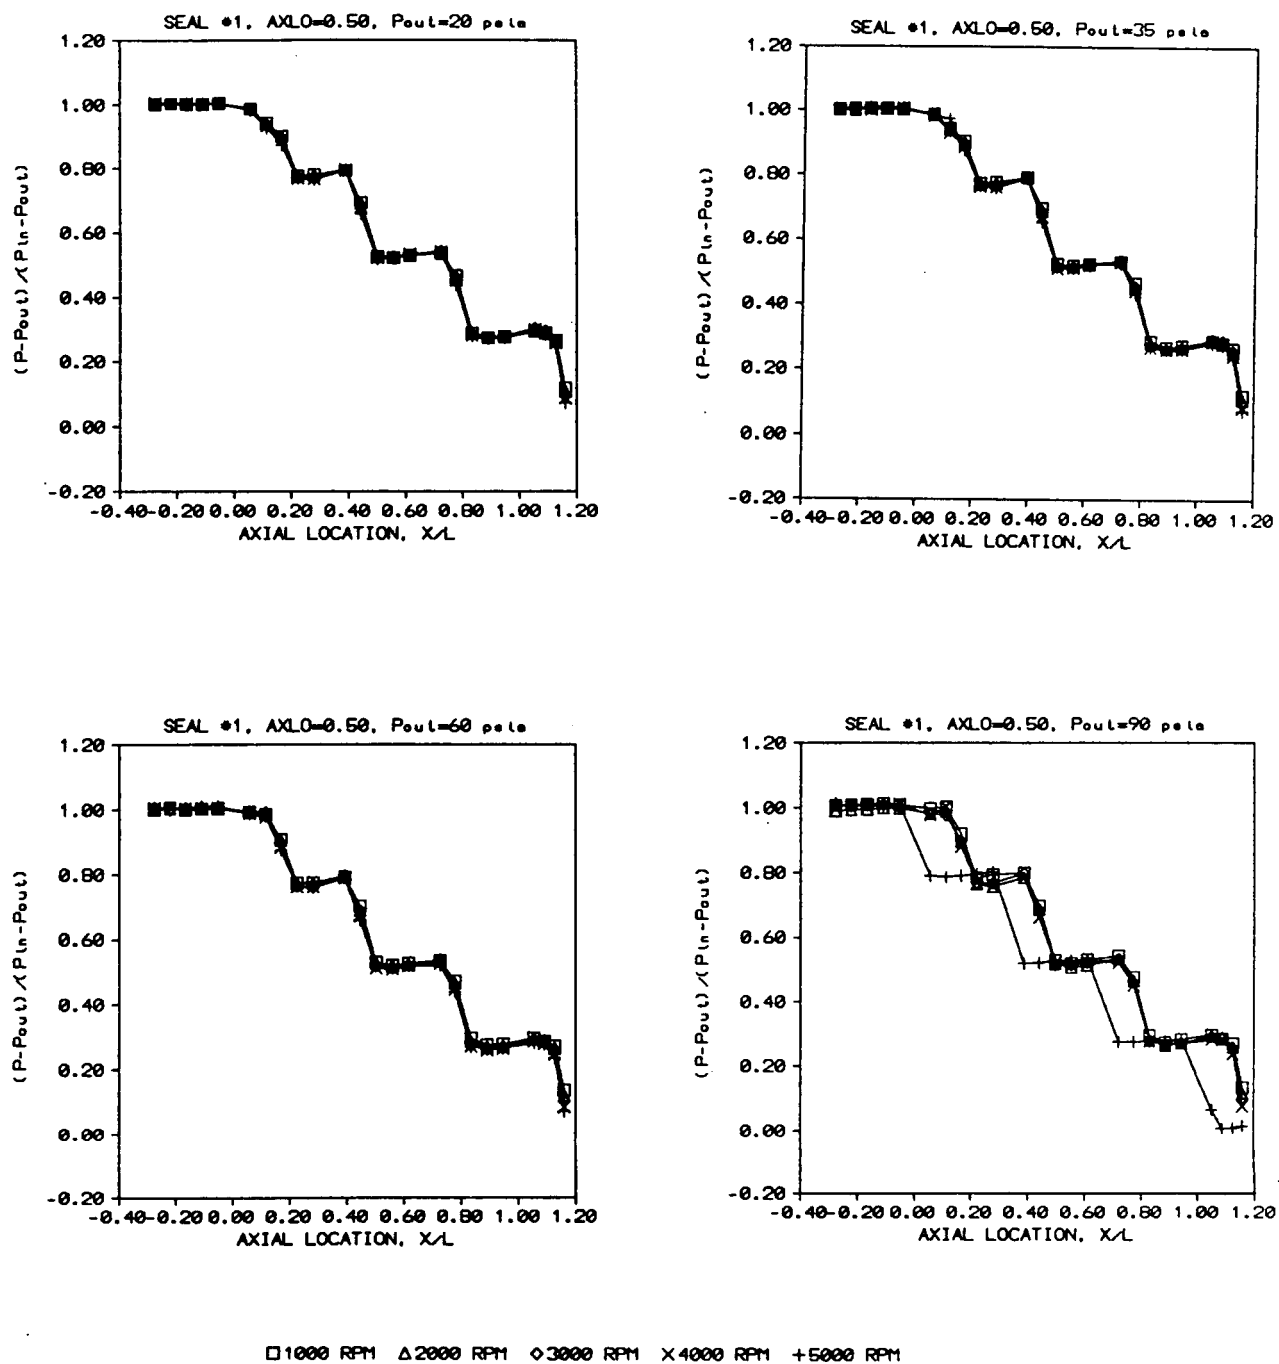 SEAL #1, AXLO=0.50, Pout=20 psia
1.20
1.00
0.80
0.60
0.40
0.20
0.00
-0.20
(P-Pout)/(Pin-Pout)
-0.40 -0.20 0.00 0.20 0.40 0.60 0.80 1.00 1.20
AXIAL LOCATION, X/L
SEAL #1, AXLO=0.50, Pout=35 psia
1.20
1.00
0.80
0.60
0.40
0.20
0.00
-0.20
(P-Pout)/(Pin-Pout)
-0.40 -0.20 0.00 0.20 0.40 0.60 0.80 1.00 1.20
AXIAL LOCATION, X/L
SEAL #1, AXLO=0.50, Pout=60 psia
1.20
1.00
0.80
0.60
0.40
0.20
0.00
-0.20
(P-Pout)/(Pin-Pout)
-0.40 -0.20 0.00 0.20 0.40 0.60 0.80 1.00 1.20
AXIAL LOCATION, X/L
SEAL #1, AXLO=0.50, Pout=90 psia
1.20
1.00
0.80
0.60
0.40
0.20
0.00
-0.20
(P-Pout)/(Pin-Pout)
-0.40 -0.20 0.00 0.20 0.40 0.60 0.80 1.00 1.20
AXIAL LOCATION, X/L
□ 1000 RPM △ 2000 RPM ◇ 3000 RPM × 4000 RPM + 5000 RPM